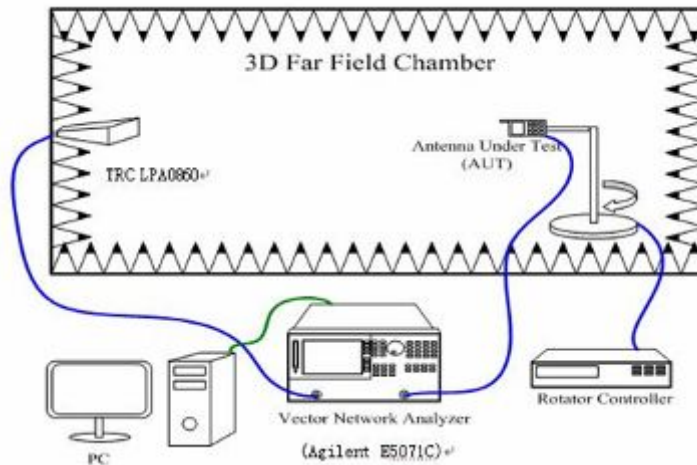 3D Far Field Chamber
TRC LPA0860↵
Antenna Under Test
(AUT)
Vector Network Analyzer
(Agilent E5071C)↵
Rotator Controller
PC